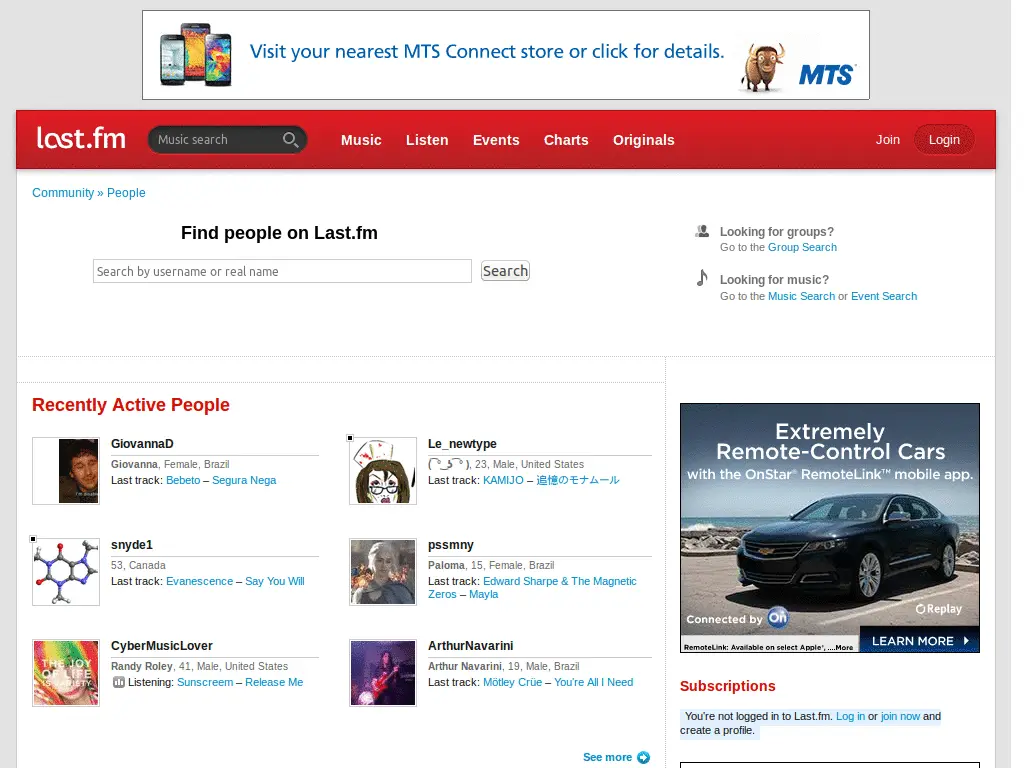 Visit your nearest MTS Connect store or click for details.
MTS
last.fm
Music search
Music
Listen
Events
Charts
Originals
Join
Login
Community » People
Find people on Last.fm
Search by username or real name
Search
Looking for groups?
Go to the Group Search
Looking for music?
Go to the Music Search or Event Search
Recently Active People
GiovannaD
Giovanna, Female, Brazil
Last track: Bebeto – Segura Nega
Le_newtype
( ͡° ͜ʖ ͡° ), 23, Male, United States
Last track: KAMIJO – 追憶のモナムール
snyde1
53, Canada
Last track: Evanescence – Say You Will
pssmny
Paloma, 15, Female, Brazil
Last track: Edward Sharpe & The Magnetic
Zeros – Mayla
THE JOY
OF LIFE
CyberMusicLover
Randy Roley, 41, Male, United States
Listening: Sunscreem – Release Me
ArthurNavarini
Arthur Navarini, 19, Male, Brazil
Last track: Mötley Crüe – You're All I Need
See more
Extremely
Remote-Control Cars
with the OnStar® RemoteLink™ mobile app.
Replay
Connected by On
LEARN MORE
RemoteLink: Available on select Apple®, ....More
Subscriptions
You're not logged in to Last.fm. Log in or join now and
create a profile.